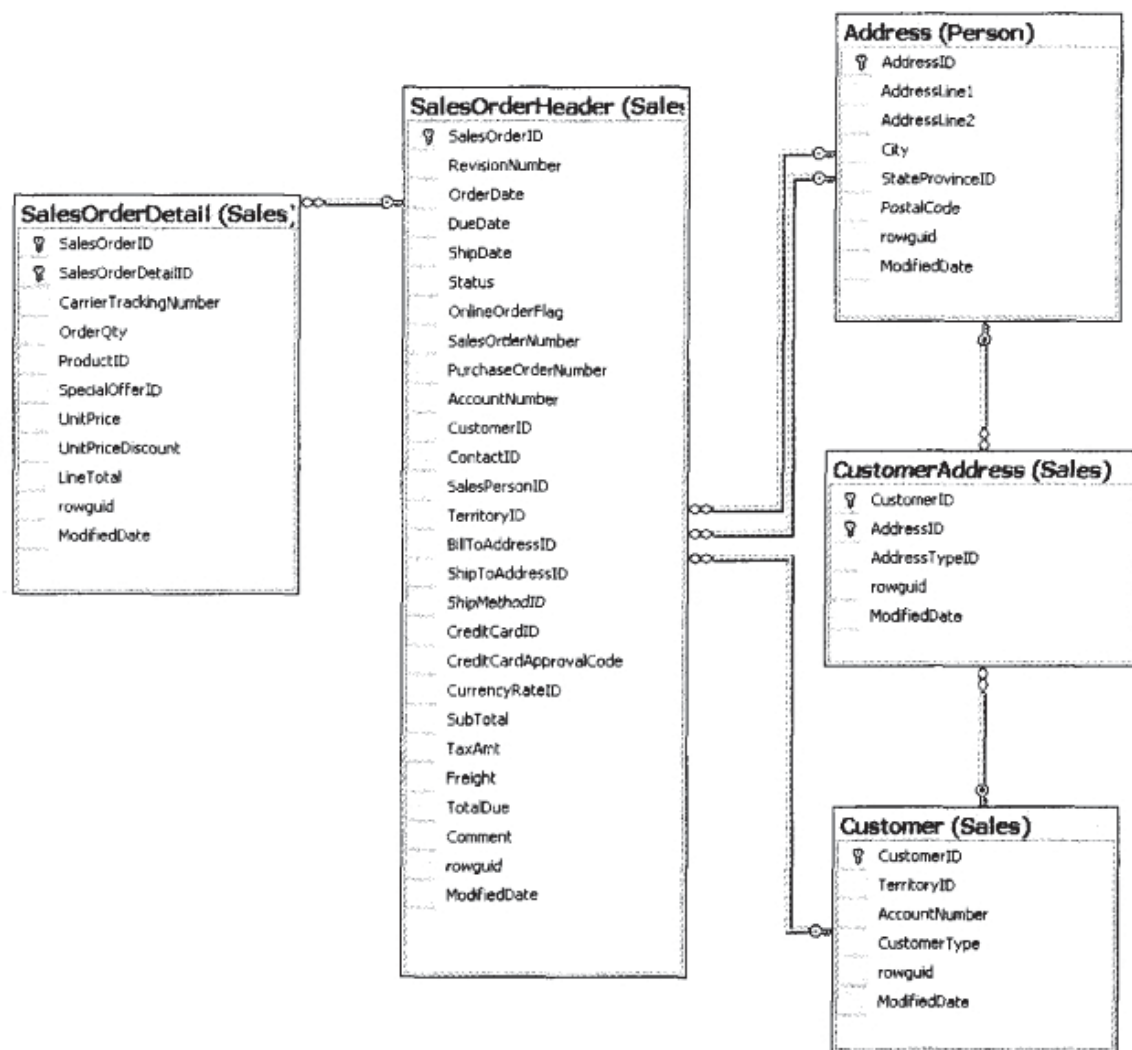 SalesOrderDetail (Sales)
SalesOrderID
SalesOrderDetailID
CarrierTrackingNumber
OrderQty
ProductID
SpecialOfferID
UnitPrice
UnitPriceDiscount
LineTotal
rowguid
ModifiedDate
SalesOrderHeader (Sales
SalesOrderID
RevisionNumber
OrderDate
DueDate
ShipDate
Status
OnlineOrderFlag
SalesOrderNumber
PurchaseOrderNumber
AccountNumber
CustomerID
ContactID
SalesPersonID
TerritoryID
BillToAddressID
ShipToAddressID
ShipMethodID
CreditCardID
CreditCardApprovalCode
CurrencyRateID
SubTotal
TaxAmt
Freight
TotalDue
Comment
rowguid
ModifiedDate
Address (Person)
AddressID
AddressLine1
AddressLine2
City
StateProvinceID
PostalCode
rowguid
ModifiedDate
CustomerAddress (Sales)
CustomerID
AddressID
AddressTypeID
rowguid
ModifiedDate
Customer (Sales)
CustomerID
TerritoryID
AccountNumber
CustomerType
rowguid
ModifiedDate